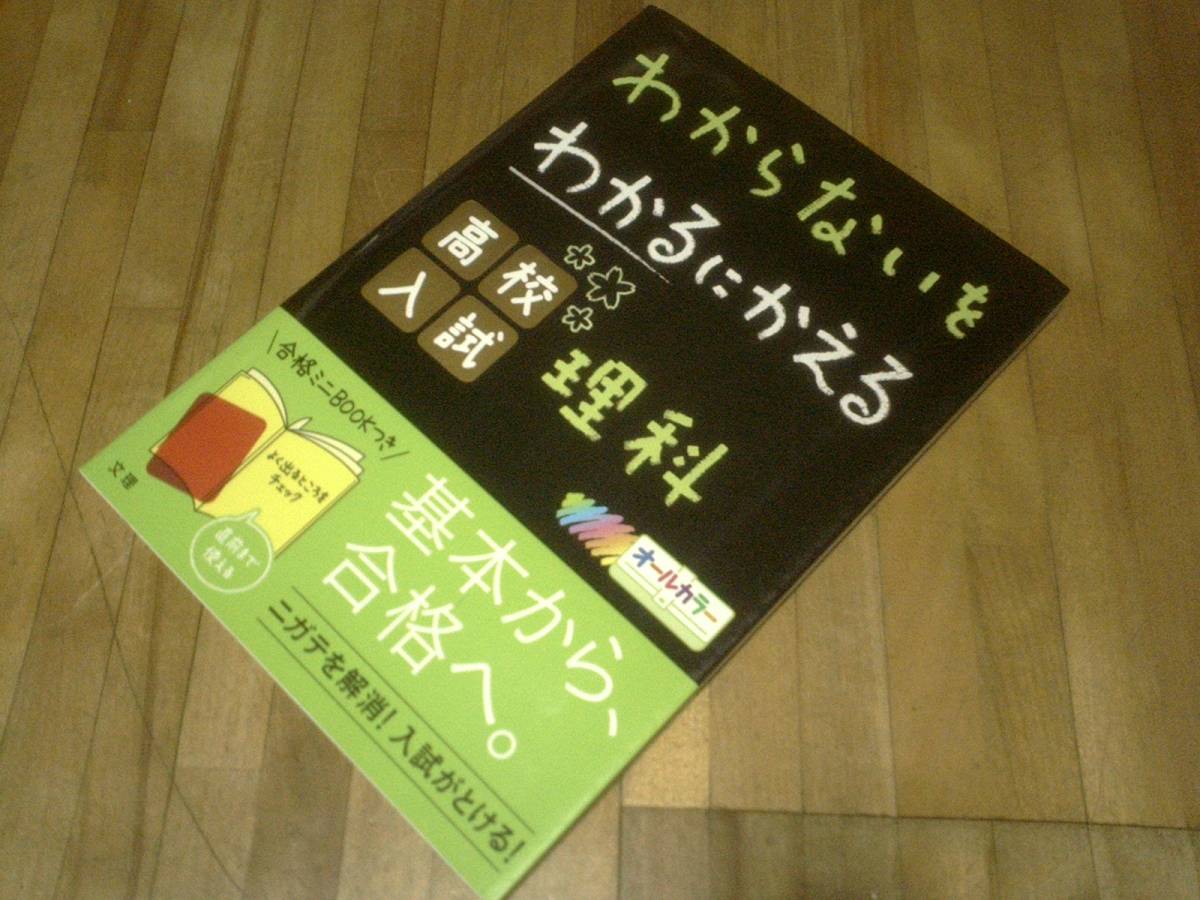 わからないを
わかるにかえる
高校
入試
理科
オールカラー
合格ミニBOOKつき
よく出るところを
チェック
直前まで
使える
文理
基本から、
合格へ。
ニガテを解消!入試がとける!